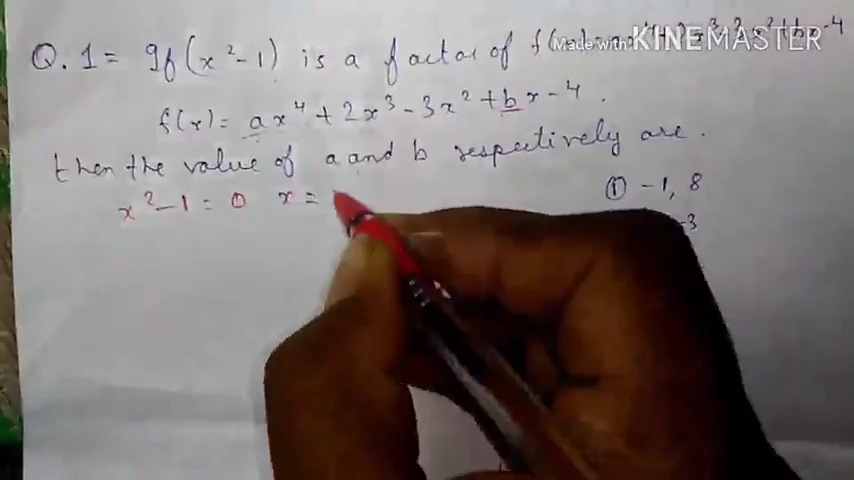 Q.1= If (x²-1) is a factor of
Made with KINEMASTER
f(x)= ax⁴ + 2x³ - 3x² + bx - 4 .
then the value of a and b respectively are .
① -1, 8
x²-1 = 0 x =
-3